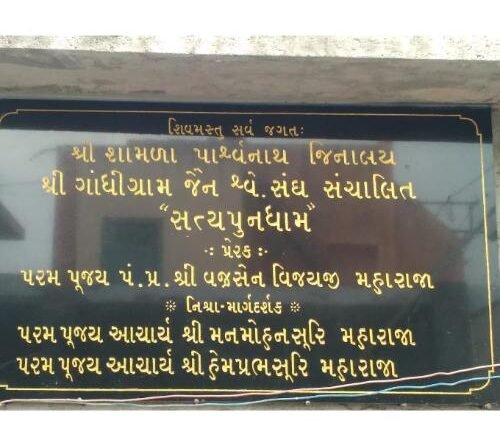 શિવમસ્તુ સર્વ જગતઃ
શ્રી શામળા પાર્શ્વનાથ જિનાલય
શ્રી ગાંધીગ્રામ જૈન શ્વે. સંઘ સંચાલિત
“સત્યપુનધામ”
-: પ્રેરક :-
પરમ પૂજ્ય પં. પ્ર. શ્રી વજ્રસેન વિજયજી મહારાજા
❊ નિશ્રા-માર્ગદર્શક ❊
પરમ પૂજ્ય આચાર્ય શ્રી મનમોહનસૂરિ મહારાજા
પરમ પૂજ્ય આચાર્ય શ્રી હેમપ્રભસૂરિ મહારાજા